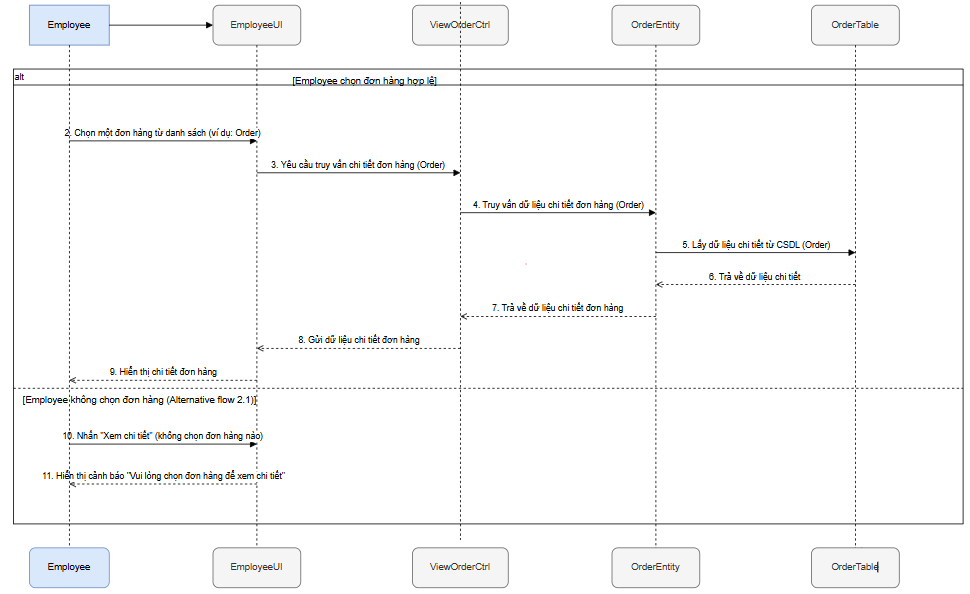 Employee
EmployeeUI
ViewOrderCtrl
OrderEntity
OrderTable
alt
[Employee chọn đơn hàng hợp lệ]
2. Chọn một đơn hàng từ danh sách (ví dụ: Order)
3. Yêu cầu truy vấn chi tiết đơn hàng (Order)
4. Truy vấn dữ liệu chi tiết đơn hàng (Order)
5. Lấy dữ liệu chi tiết từ CSDL (Order)
6. Trả về dữ liệu chi tiết
7. Trả về dữ liệu chi tiết đơn hàng
8. Gửi dữ liệu chi tiết đơn hàng
9. Hiển thị chi tiết đơn hàng
[Employee không chọn đơn hàng (Alternative flow 2.1)]
10. Nhấn "Xem chi tiết" (không chọn đơn hàng nào)
11. Hiển thị cảnh báo "Vui lòng chọn đơn hàng để xem chi tiết"
Employee
EmployeeUI
ViewOrderCtrl
OrderEntity
OrderTable